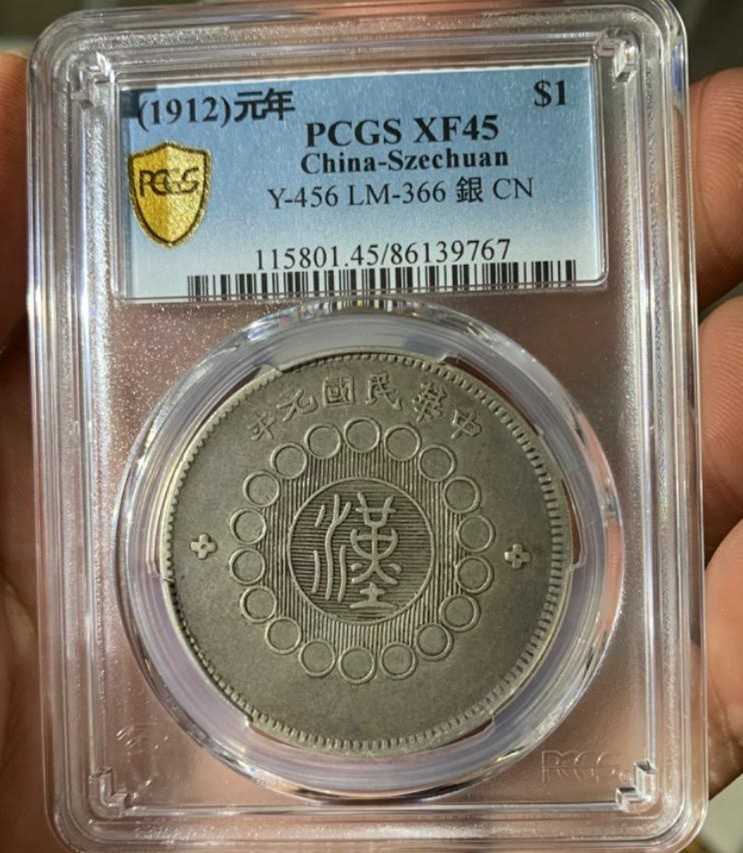 (1912)元年 $1
PCGS XF45
China-Szechuan
PCGS
Y-456 LM-366 銀 CN
115801.45/86139767
年元國民華中
漢
PCGS